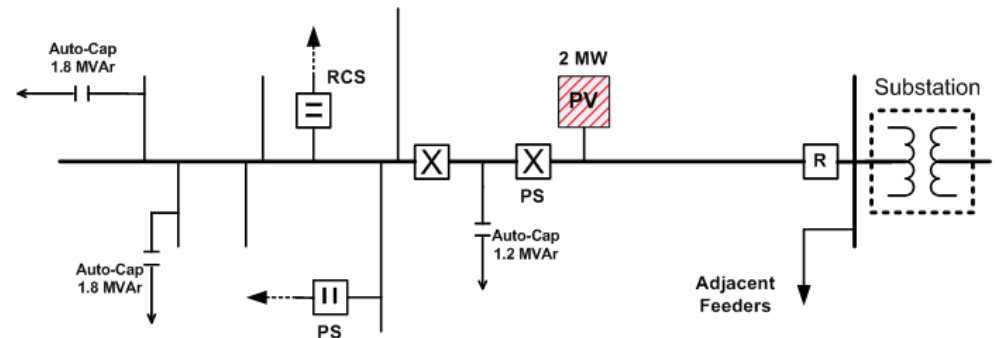 Auto-Cap
1.8 MVAr
RCS
2 MW
PV
Substation
R
PS
Auto-Cap
1.2 MVAr
Auto-Cap
1.8 MVAr
PS
Adjacent
Feeders